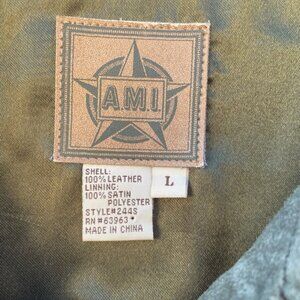 A.M.I.
SHELL:
100% LEATHER
LINNING:
100% SATIN
POLYESTER
STYLE#244S
RN #63963
MADE IN CHINA
L